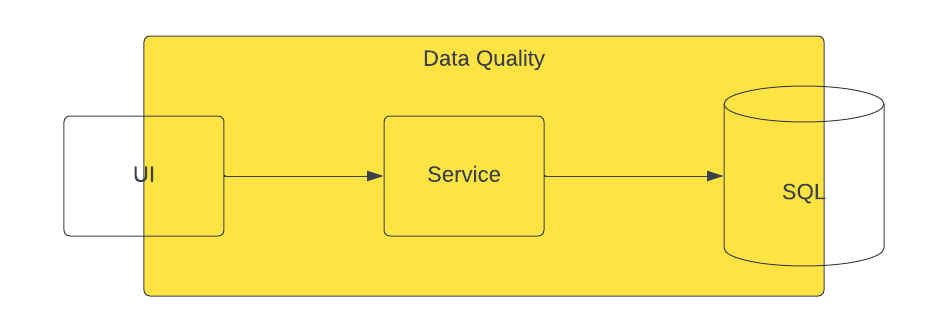 Data Quality
UI
Service
SQL